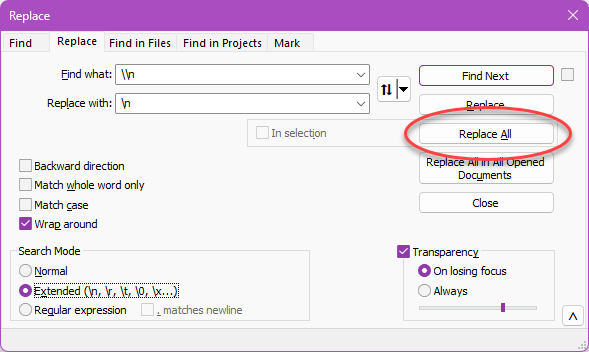 Replace
Find Replace Find in Files Find in Projects Mark
Find what: \\n Find Next
Replace with: \n Replace
In selection Replace All
Backward direction Replace All in All Opened
Documents
Match whole word only
Match case Close
Wrap around
Search Mode Transparency
Normal On losing focus
Extended (\n, \r, \t, \0, \x...) Always
Regular expression . matches newline